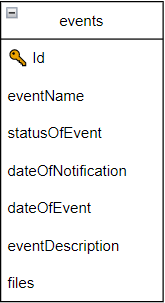 events
Id
eventName
statusOfEvent
dateOfNotification
dateOfEvent
eventDescription
files